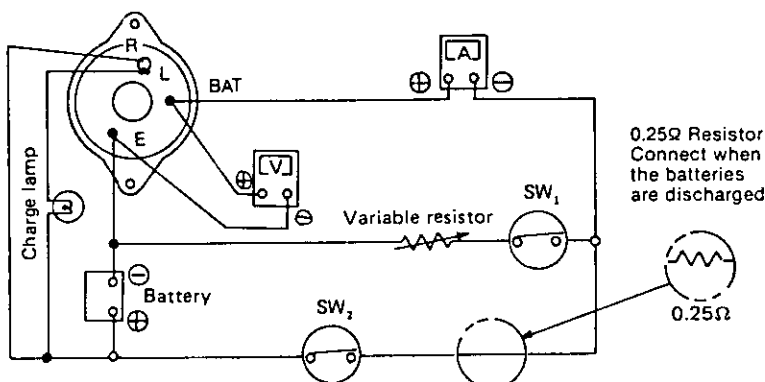 R
L
BAT
E
A
⊕
⊖
V
⊕
⊖
0.25Ω Resistor
Connect when
the batteries
are discharged
Charge lamp
Variable resistor
SW₁
⊖
Battery
⊕
SW₂
0.25Ω